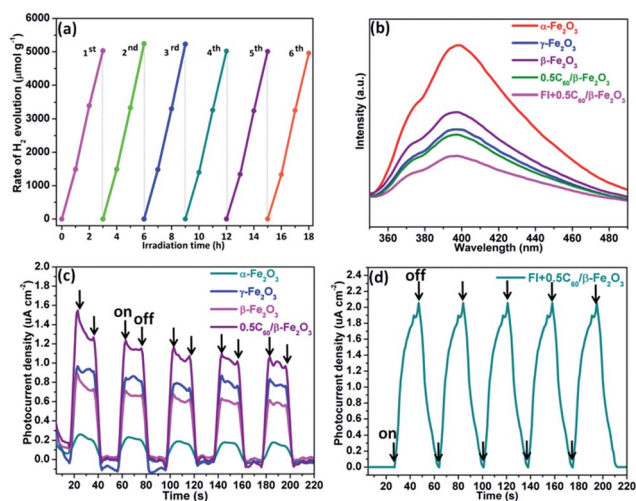 (a)
1st 2nd 3rd 4th 5th 6th
6000
5000
4000
3000
2000
1000
0
Rate of H2 evolution (μmol g-1)
0 2 4 6 8 10 12 14 16 18
Irradiation time (h)
(b)
α-Fe2O3
γ-Fe2O3
β-Fe2O3
0.5C60/β-Fe2O3
Fl+0.5C60/β-Fe2O3
Intensity (a.u.)
360 380 400 420 440 460 480
Wavelength (nm)
(c)
α-Fe2O3
γ-Fe2O3
β-Fe2O3
0.5C60/β-Fe2O3
on off
2.0
1.8
1.6
1.4
1.2
1.0
0.8
0.6
0.4
0.2
0.0
Photocurrent density (uA cm-2)
0 20 40 60 80 100 120 140 160 180 200 220
Time (s)
(d)
off
Fl+0.5C60/β-Fe2O3
on
2.4
2.2
2.0
1.8
1.6
1.4
1.2
1.0
0.8
0.6
0.4
0.2
0.0
Photocurrent density (uA cm-2)
0 20 40 60 80 100 120 140 160 180 200 220
Time (s)